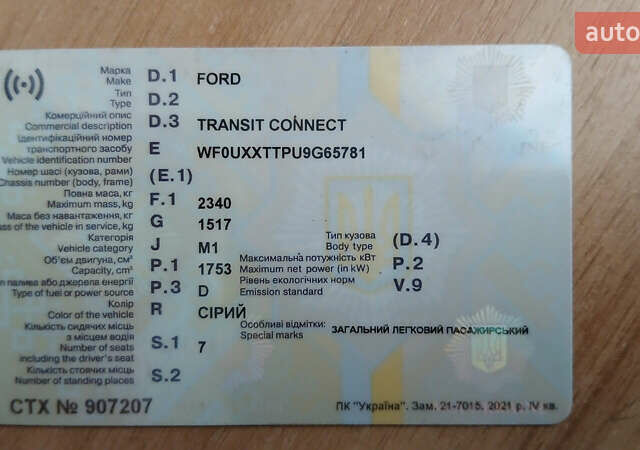 auto
Марка D.1 FORD
Make
Тип D.2
Type
Комерційний опис D.3 TRANSIT CONNECT
Commercial description
Ідентифікаційний номер
транспортного засобу E WF0UXXTTPU9G65781
Vehicle identification number
Номер шасі (кузова, рами) (E.1)
Chassis number (body, frame)
Повна маса, кг F.1 2340
Maximum mass, kg
Маса без навантаження, кг G 1517
of the vehicle in service, kg
Категорія J M1
Vehicle category
Тип кузова (D.4)
Body type
Об'єм двигуна, см³ P.1 1753
Capacity, cm³
Максимальна потужність кВт P.2
Maximum net power (in kW)
палива або джерела енергії P.3 D
Type of fuel or power source
Рівень екологічних норм V.9
Emission standard
Колір R СІРИЙ
Color of the vehicle
Особливі відмітки: ЗАГАЛЬНИЙ ЛЕГКОВИЙ ПАСАЖИРСЬКИЙ
Special marks
Кількість сидячих місць
з місцем водія S.1 7
Number of seats
including the driver's seat
Кількість стоячих місць S.2
Number of standing places
СТХ № 907207
ПК "Україна". Зам. 21-7015. 2021 р. IV кв.